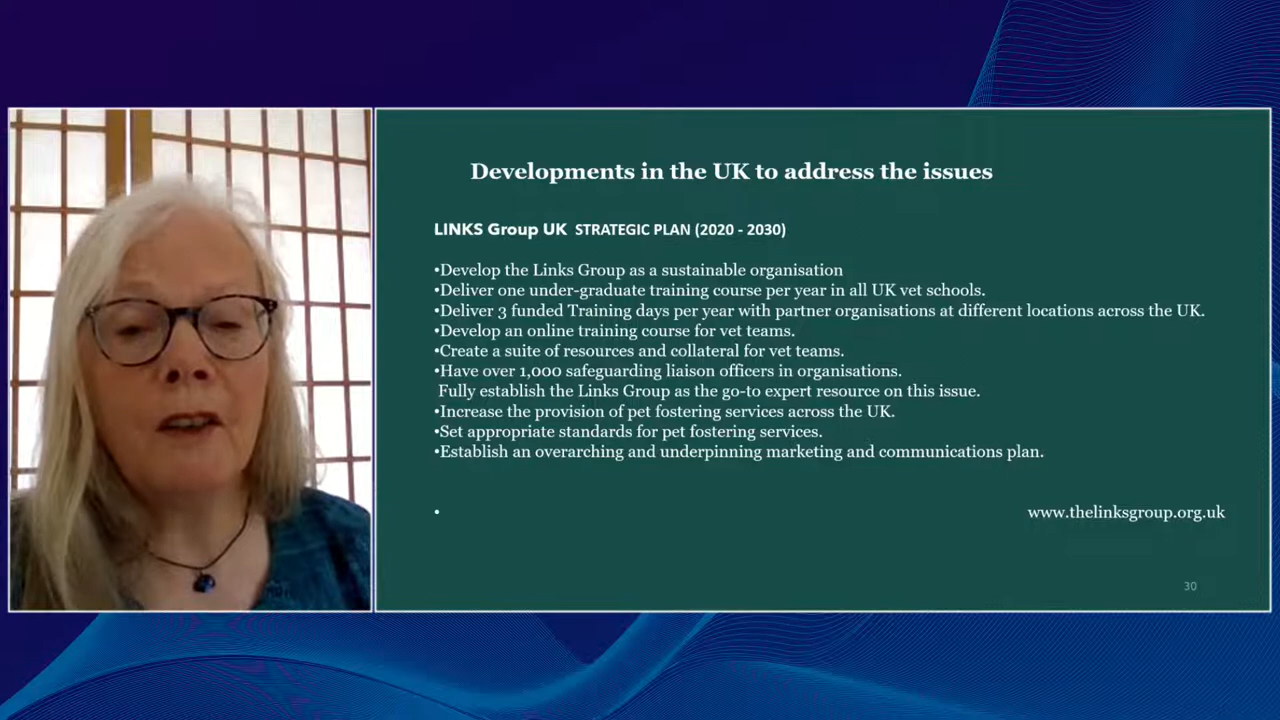 Developments in the UK to address the issues
LINKS Group UK STRATEGIC PLAN (2020 - 2030)
•Develop the Links Group as a sustainable organisation
•Deliver one under-graduate training course per year in all UK vet schools.
•Deliver 3 funded Training days per year with partner organisations at different locations across the UK.
•Develop an online training course for vet teams.
•Create a suite of resources and collateral for vet teams.
•Have over 1,000 safeguarding liaison officers in organisations.
Fully establish the Links Group as the go-to expert resource on this issue.
•Increase the provision of pet fostering services across the UK.
•Set appropriate standards for pet fostering services.
•Establish an overarching and underpinning marketing and communications plan.
• www.thelinksgroup.org.uk
30